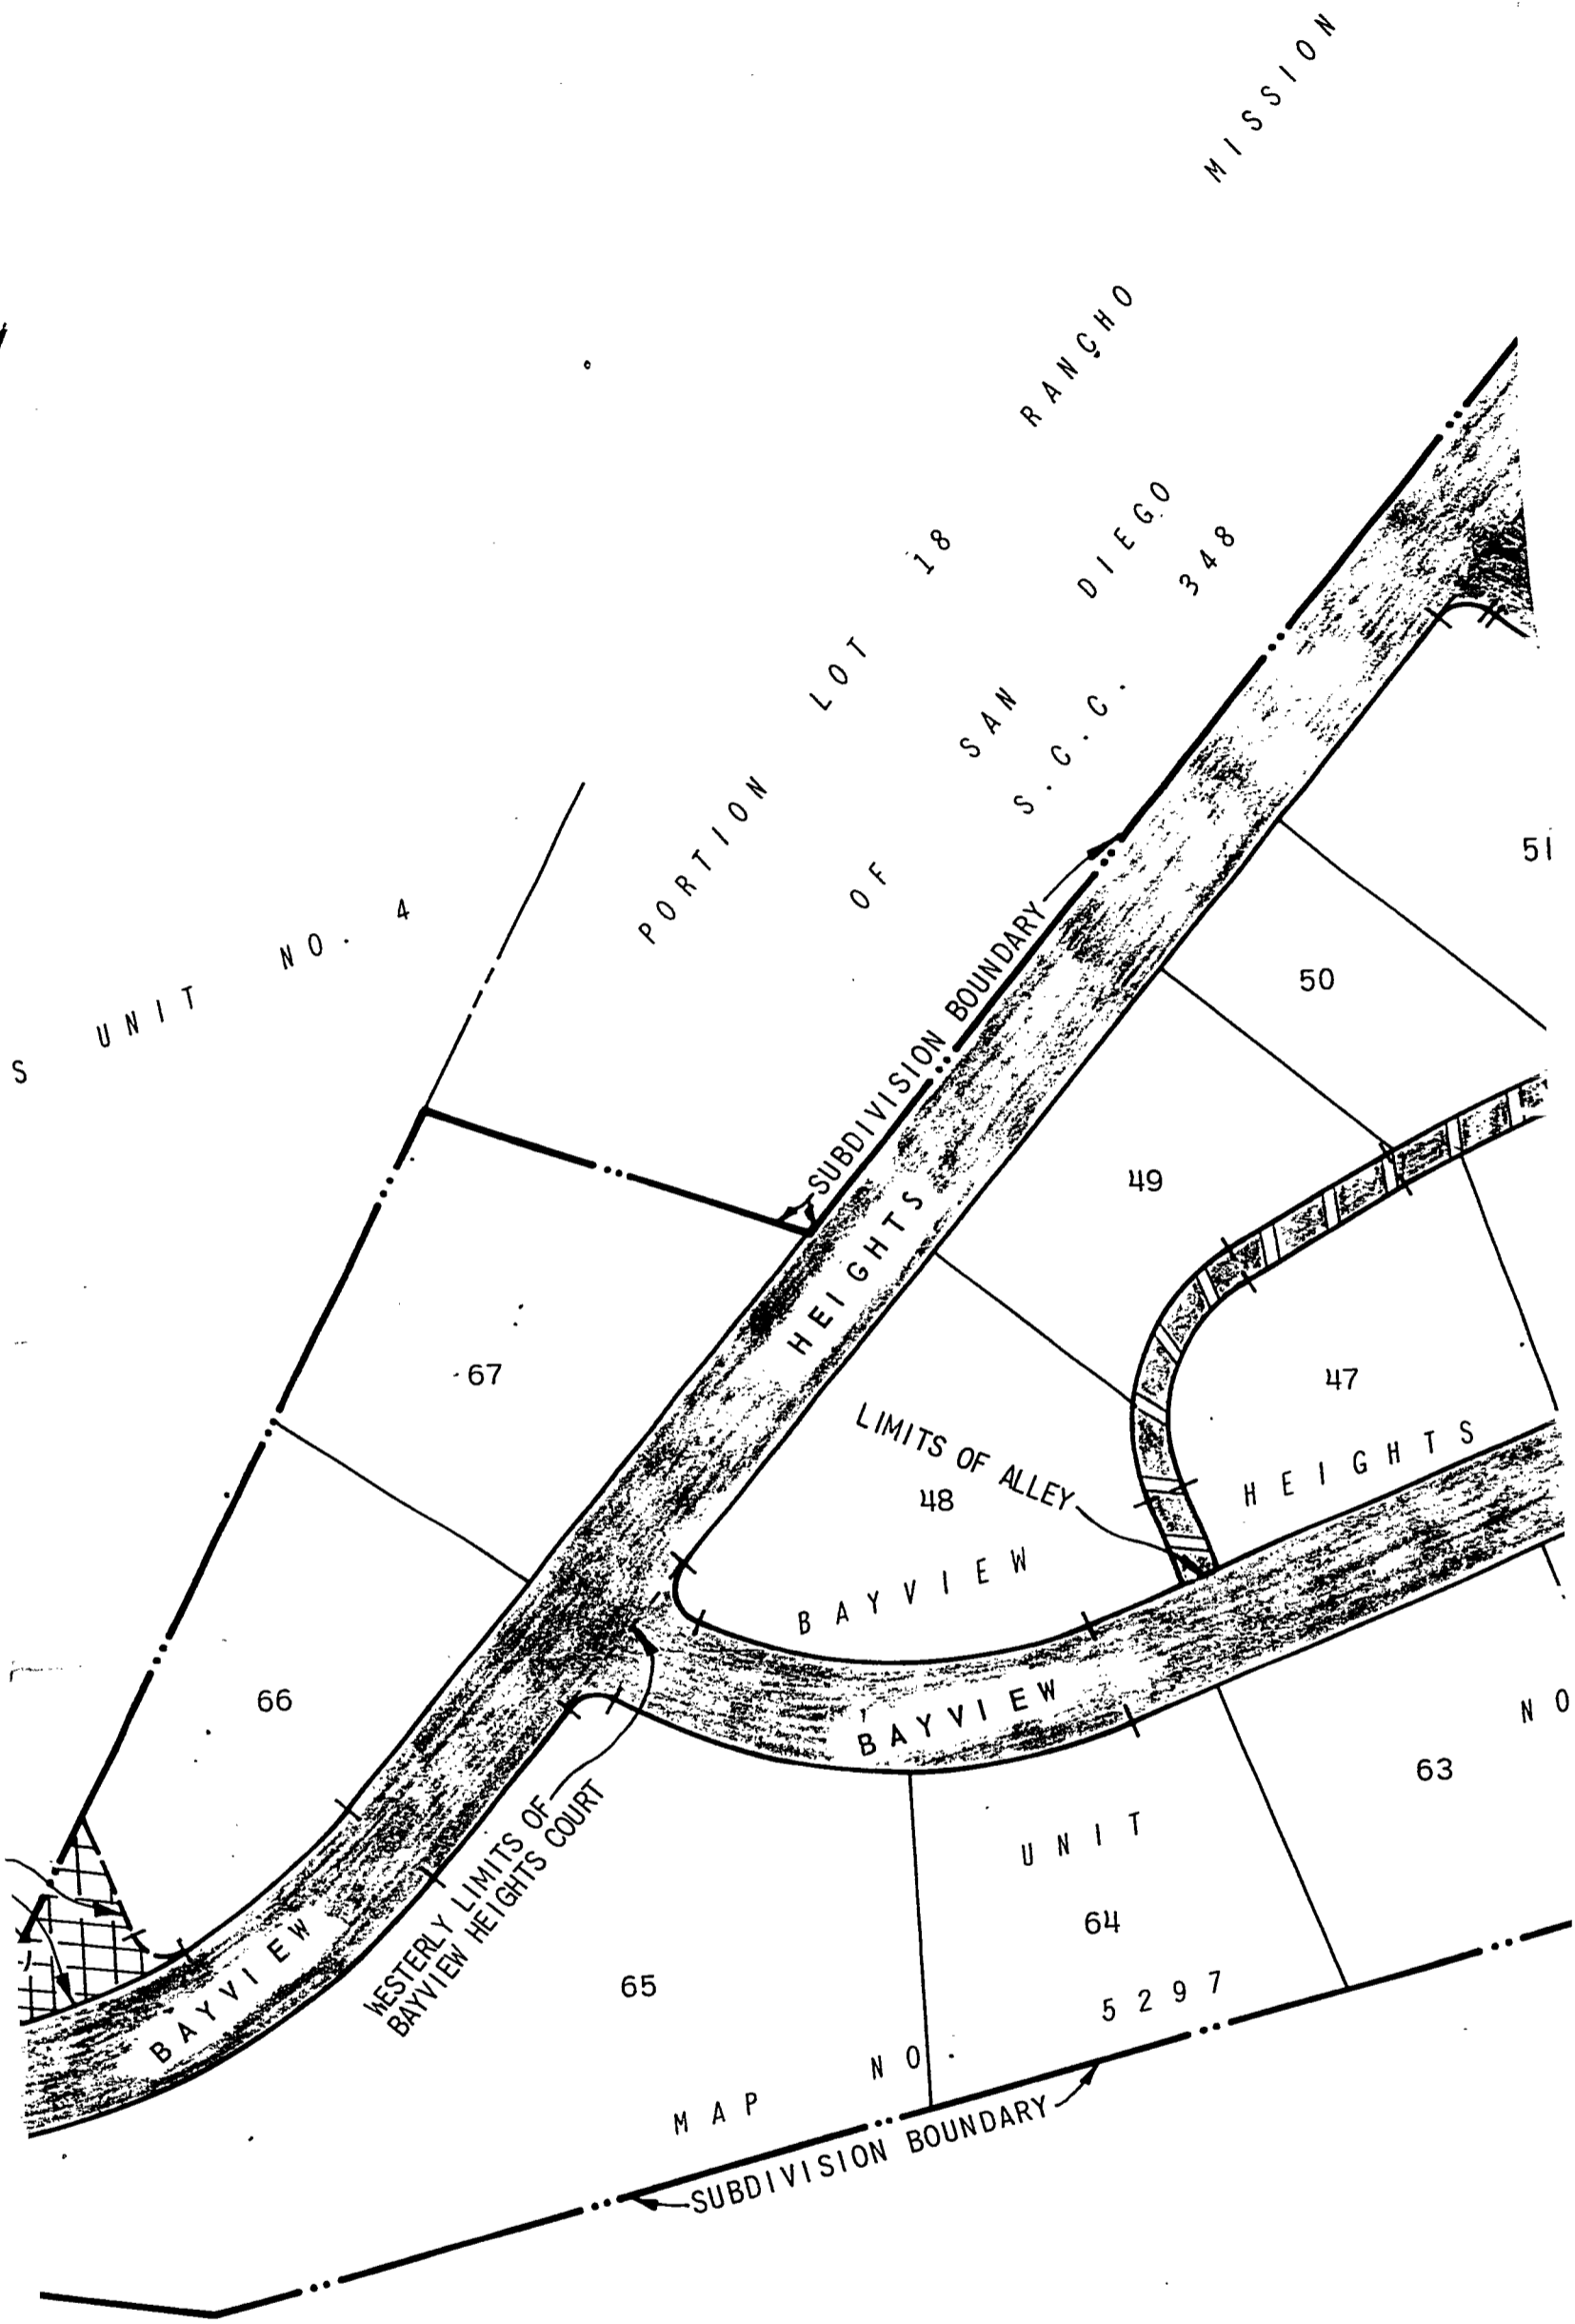 MISSION
RANCHO
PORTION LOT 18
OF SAN DIEGO
S.C.C. 348
S UNIT NO. 4
SUBDIVISION BOUNDARY
51
50
49
HEIGHTS
67
47
LIMITS OF ALLEY
48
HEIGHTS
BAYVIEW
66
BAYVIEW
NO
63
UNIT
WESTERLY LIMITS OF
BAYVIEW HEIGHTS COURT
64
BAYVIEW
65
5297
MAP NO.
SUBDIVISION BOUNDARY